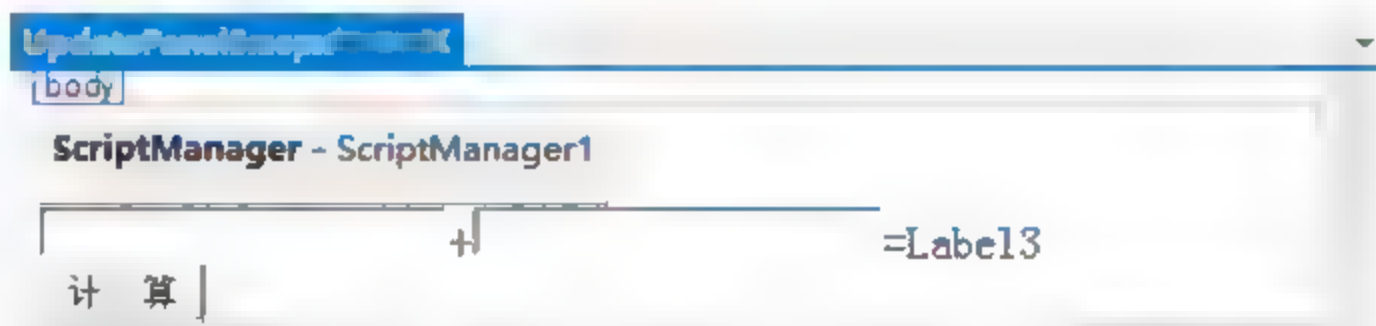 body
ScriptManager - ScriptManager1
+ =Label3
计 算